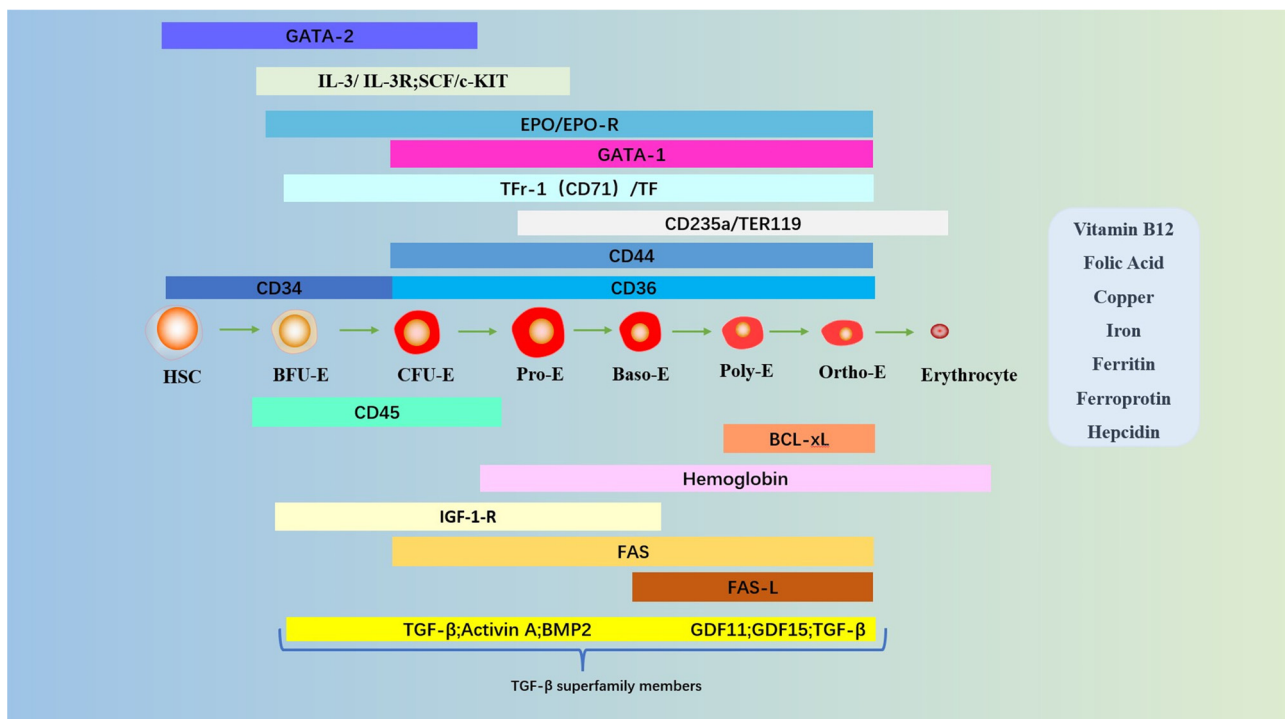 GATA-2
IL-3/ IL-3R;SCF/c-KIT
EPO/EPO-R
GATA-1
TFr-1（CD71）/TF
CD235a/TER119
CD44
CD34
CD36
HSC
BFU-E
CFU-E
Pro-E
Baso-E
Poly-E
Ortho-E
Erythrocyte
CD45
BCL-xL
Hemoglobin
IGF-1-R
FAS
FAS-L
TGF-β;Activin A;BMP2
GDF11;GDF15;TGF-β
TGF-β superfamily members
Vitamin B12
Folic Acid
Copper
Iron
Ferritin
Ferroprotin
Hepcidin